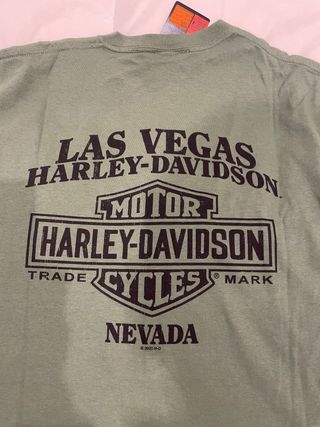 LAS VEGAS
HARLEY-DAVIDSON
MOTOR
HARLEY-DAVIDSON
TRADE MARK
CYCLES ®
NEVADA